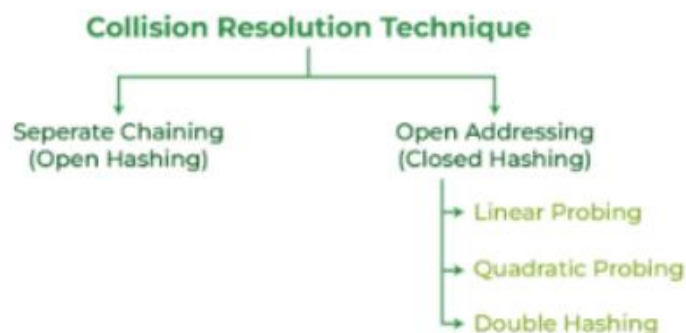 Collision Resolution Technique
Seperate Chaining
(Open Hashing)
Open Addressing
(Closed Hashing)
Linear Probing
Quadratic Probing
Double Hashing